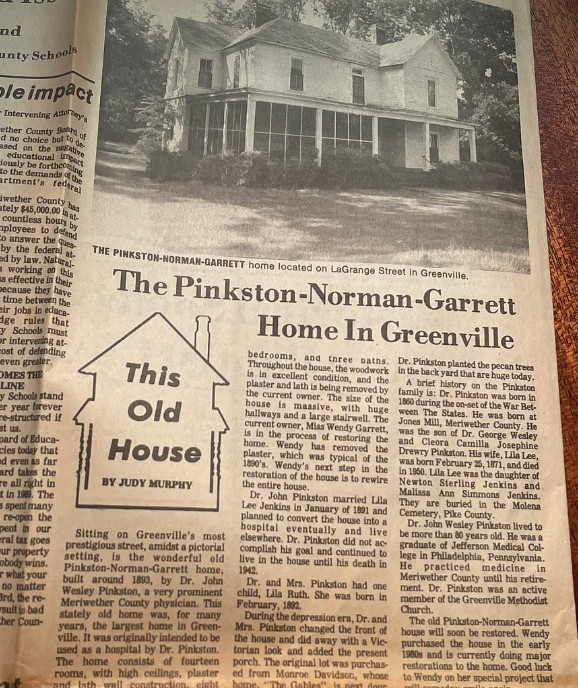 nd
unty Schools
ple impact
Intervening Attorney's
ether County Board of
d no choice but to de-
ased on the negative
educational impact
iously be forthcoming
to the demands of the
artment's federal
iwether County has
ately $45,000.00 in at-
countless hours by
mployees to defend
o answer the ques-
by the federal at-
ed by law. Natural-
working on this
s effective in their
because they have
time between the
eir jobs in educa-
dge rules that
y Schools must
r intervening at-
cost of defending
even greater.
OMES THE
LINE
y Schools stand
er year forever
re-structured if
st us.
oard of Educa-
cies today that
d even as far
ard takes the
re all right in
t in 1969. The
s spent many
re-open the
pent in our
eral tax goes
ur property
obody wins.
r what your
no matter
ard, the re-
vsuit is bad
her Coun-
THE PINKSTON-NORMAN-GARRETT home located on LaGrange Street in Greenville.
The Pinkston-Norman-Garrett
Home In Greenville
This
Old
House
BY JUDY MURPHY
Sitting on Greenville's most
prestigious street, amidst a pictorial
setting, is the wonderful old
Pinkston-Norman-Garrett home,
built around 1893, by Dr. John
Wesley Pinkston, a very prominent
Meriwether County physician. This
stately old home was, for many
years, the largest home in Green-
ville. It was originally intended to be
used as a hospital by Dr. Pinkston.
The home consists of fourteen
rooms, with high ceilings, plaster
and lath wall construction, eight
bedrooms, and three baths.
Throughout the house, the woodwork
is in excellent condition, and the
plaster and lath is being removed by
the current owner. The size of the
house is massive, with huge
hallways and a large stairwell. The
current owner, Miss Wendy Garrett,
is in the process of restoring the
home. Wendy has removed the
plaster, which was typical of the
1890's. Wendy's next step in the
restoration of the house is to rewire
the entire house.
Dr. John Pinkston married Lila
Lee Jenkins in January of 1891 and
planned to convert the house into a
hospital eventually and live
elsewhere. Dr. Pinkston did not ac-
complish his goal and continued to
live in the house until his death in
1942.
Dr. and Mrs. Pinkston had one
child, Lila Ruth. She was born in
February, 1892.
During the depression era, Dr. and
Mrs. Pinkston changed the front of
the house and did away with a Vic-
torian look and added the present
porch. The original lot was purchas-
ed from Monroe Davidson, whose
home, "The Gables" is next door
Dr. Pinkston planted the pecan trees
in the back yard that are huge today.
A brief history on the Pinkston
family is: Dr. Pinkston was born in
1860 during the on-set of the War Bet-
ween The States. He was born at
Jones Mill, Meriwether County. He
was the son of Dr. George Wesley
and Cleora Camilla Josephine
Drewry Pinkston. His wife, Lila Lee,
was born February 25, 1871, and died
in 1950. Lila Lee was the daughter of
Newton Sterling Jenkins and
Malissa Ann Simmons Jenkins.
They are buried in the Molena
Cemetery, Pike County.
Dr. John Wesley Pinkston lived to
be more than 80 years old. He was a
graduate of Jefferson Medical Col-
lege in Philadelphia, Pennsylvania.
He practiced medicine in
Meriwether County until his retire-
ment. Dr. Pinkston was an active
member of the Greenville Methodist
Church.
The old Pinkston-Norman-Garrett
house will soon be restored. Wendy
purchased the house in the early
1980s and is currently doing major
restorations to the home. Good luck
to Wendy on her special project that